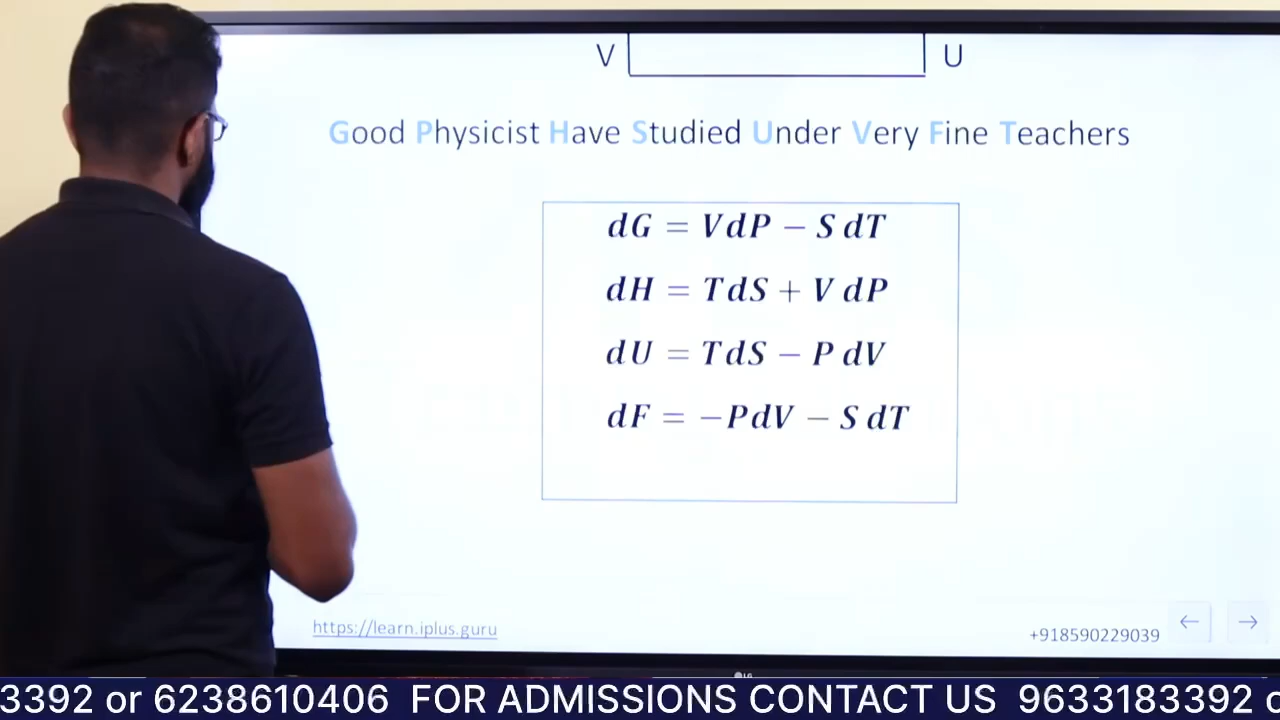 V U
Good Physicist Have Studied Under Very Fine Teachers
dG = VdP − S dT
dH = TdS + V dP
dU = TdS − P dV
dF = −PdV − S dT
https://learn.iplus.guru
+918590229039
← →
LG
3392 or 6238610406 FOR ADMISSIONS CONTACT US 9633183392 o